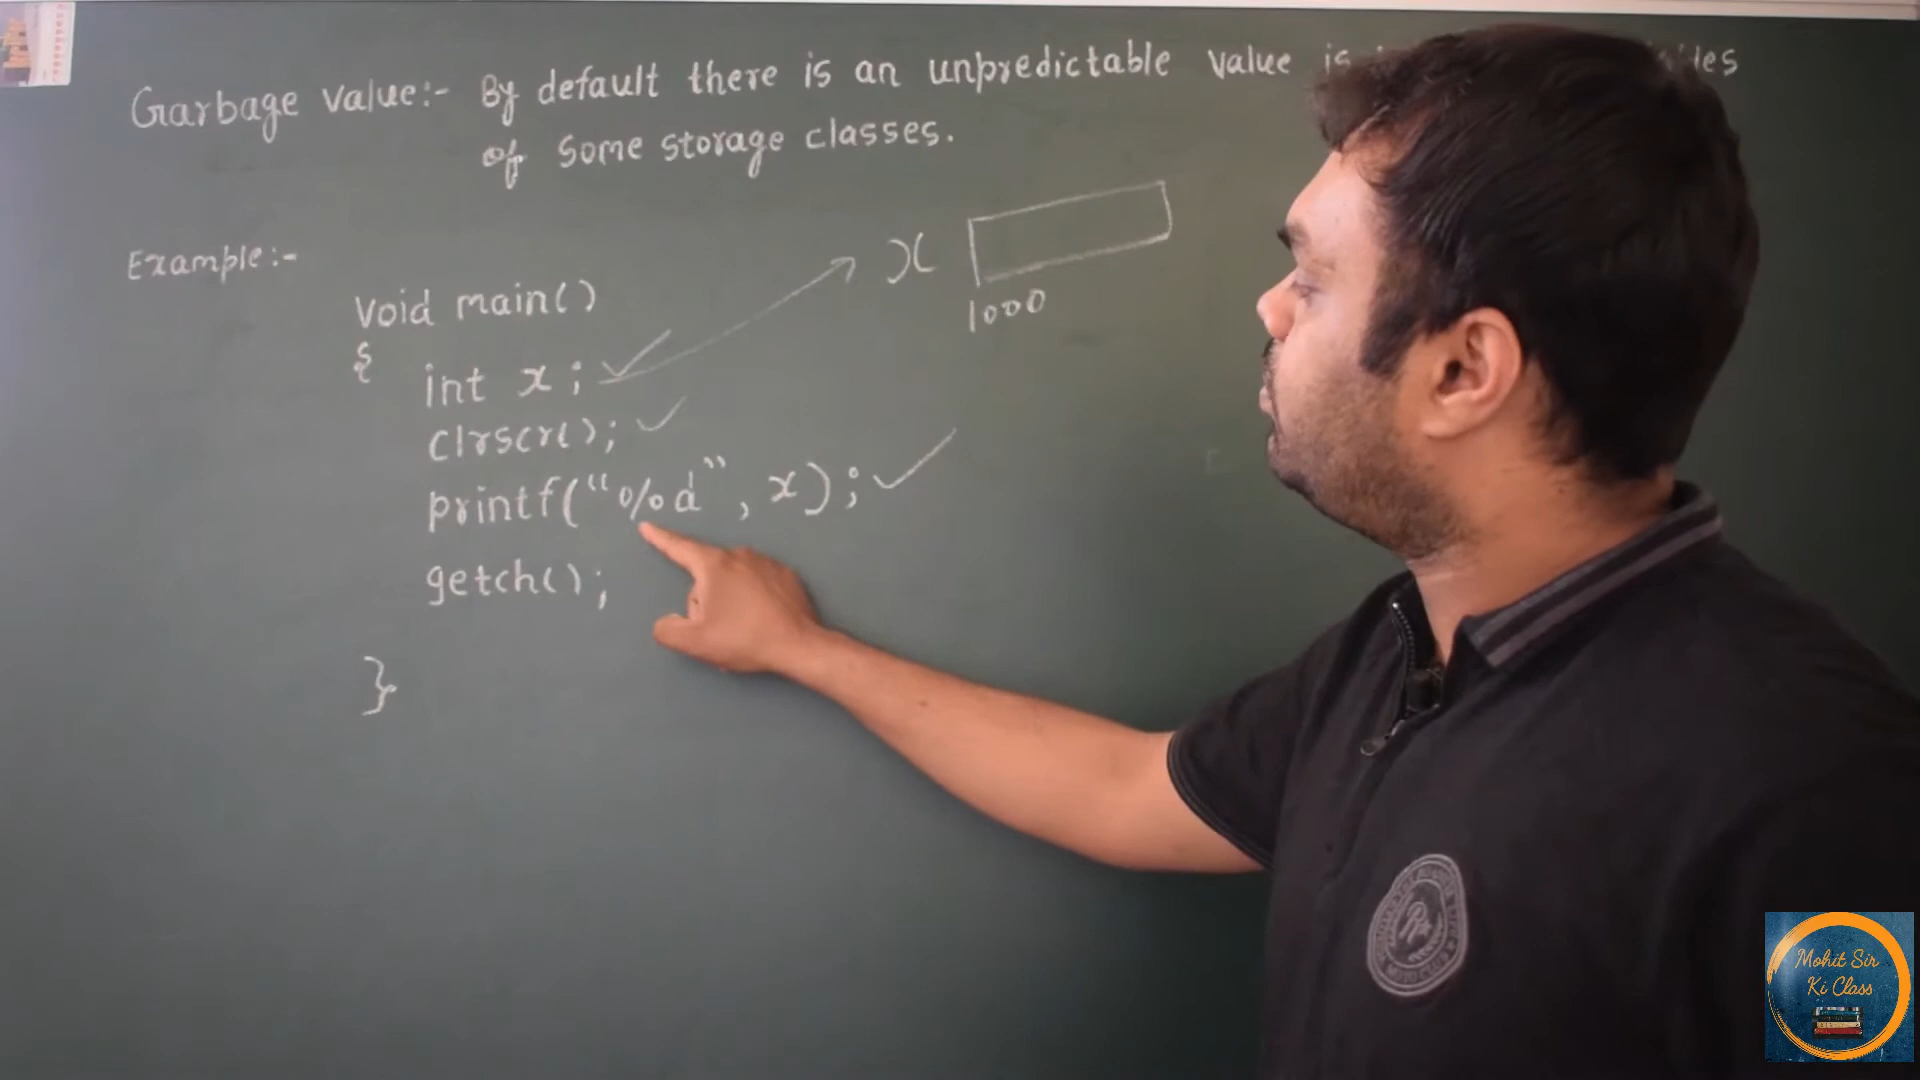 Garbage value:- By default there is an unpredictable value is
of some storage classes.
Example:-
void main()
{
int x;
clrscr();
printf("%d", x);
getch();
}
x
1000
Mohit Sir
Ki Class